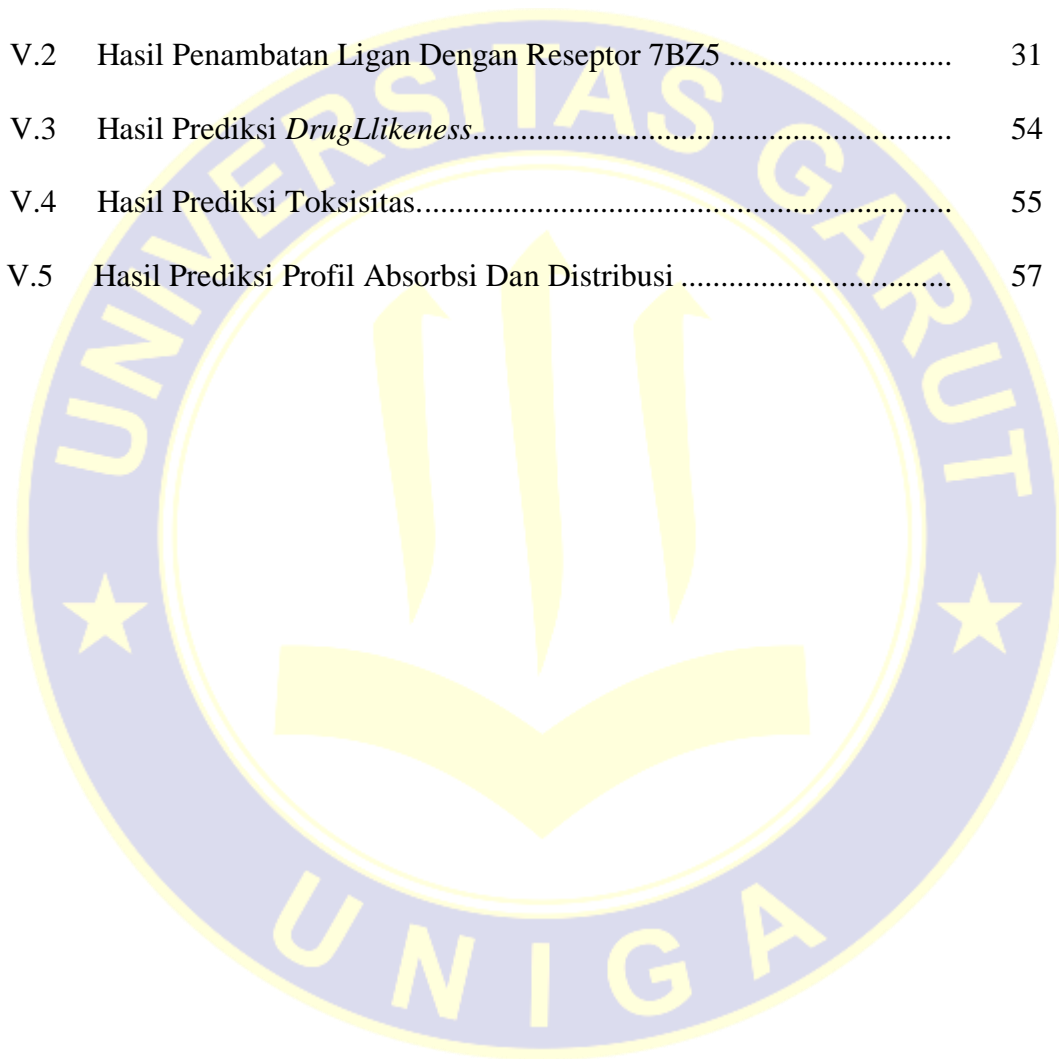 V.2 Hasil Penambatan Ligan Dengan Reseptor 7BZ5 ............................ 31
V.3 Hasil Prediksi DrugLlikeness............................................................ 54
V.4 Hasil Prediksi Toksisitas................................................................... 55
V.5 Hasil Prediksi Profil Absorbsi Dan Distribusi .................................. 57
UNIVERSITAS GARUT
UNIGA